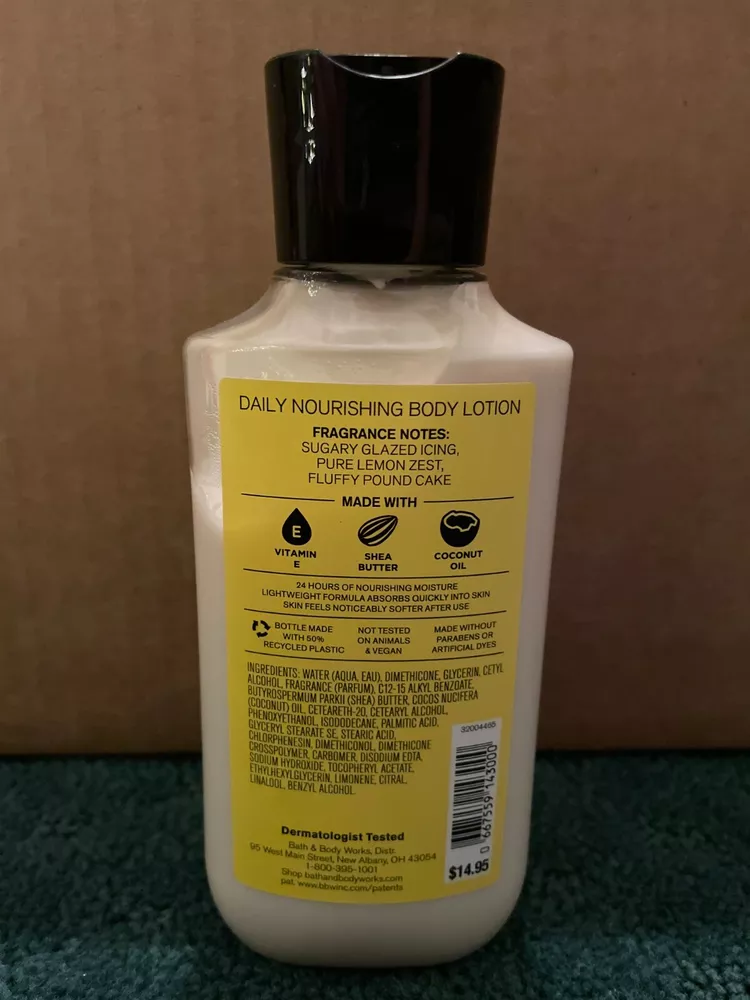 DAILY NOURISHING BODY LOTION
FRAGRANCE NOTES:
SUGARY GLAZED ICING,
PURE LEMON ZEST,
FLUFFY POUND CAKE
MADE WITH
E
VITAMIN
E
SHEA
BUTTER
COCONUT
OIL
24 HOURS OF NOURISHING MOISTURE
LIGHTWEIGHT FORMULA ABSORBS QUICKLY INTO SKIN
SKIN FEELS NOTICEABLY SOFTER AFTER USE
BOTTLE MADE
WITH 50%
RECYCLED PLASTIC
NOT TESTED
ON ANIMALS
& VEGAN
MADE WITHOUT
PARABENS OR
ARTIFICIAL DYES
INGREDIENTS: WATER (AQUA, EAU), DIMETHICONE, GLYCERIN, CETYL
ALCOHOL, FRAGRANCE (PARFUM), C12-15 ALKYL BENZOATE,
BUTYROSPERMUM PARKII (SHEA) BUTTER, COCOS NUCIFERA
(COCONUT) OIL, CETEARETH-20, CETEARYL ALCOHOL,
PHENOXYETHANOL, ISODODECANE, PALMITIC ACID,
GLYCERYL STEARATE SE, STEARIC ACID,
CHLORPHENESIN, DIMETHICONOL, DIMETHICONE
CROSSPOLYMER, CARBOMER, DISODIUM EDTA,
SODIUM HYDROXIDE, TOCOPHERYL ACETATE,
ETHYLHEXYLGLYCERIN, LIMONENE, CITRAL,
LINALOOL, BENZYL ALCOHOL.
32004465
0 667559 143000
$14.95
Dermatologist Tested
Bath & Body Works, Distr.
95 West Main Street, New Albany, OH 43054
1-800-395-1001
Shop bathandbodyworks.com
pat. www.bbwinc.com/patents